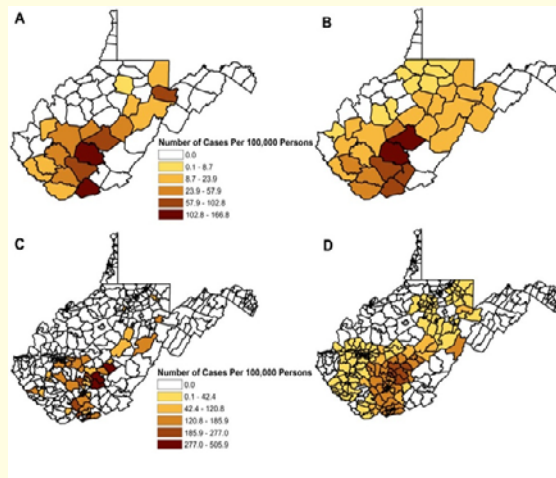 A
B
Number of Cases Per 100,000 Persons
0.0
0.1 - 8.7
8.7 - 23.9
23.9 - 57.9
57.9 - 102.8
102.8 - 166.8
C
D
Number of Cases Per 100,000 Persons
0.0
0.1 - 42.4
42.4 - 120.8
120.8 - 185.9
185.9 - 277.0
277.0 - 505.9